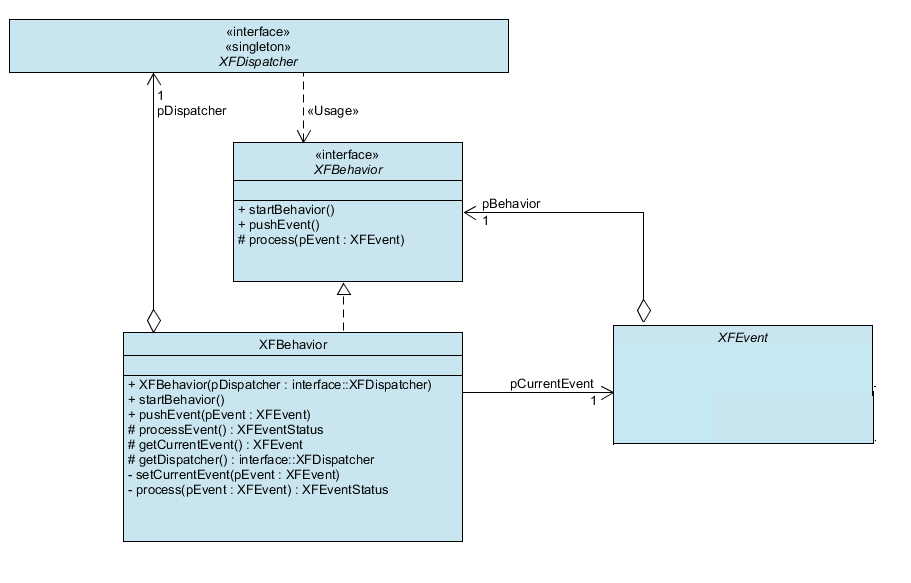 «interface»
«singleton»
XFDispatcher
1
pDispatcher
«Usage»
«interface»
XFBehavior
+ startBehavior()
+ pushEvent()
# process(pEvent : XFEvent)
pBehavior
1
XFBehavior
+ XFBehavior(pDispatcher : interface::XFDispatcher)
+ startBehavior()
+ pushEvent(pEvent : XFEvent)
# processEvent() : XFEventStatus
# getCurrentEvent() : XFEvent
# getDispatcher() : interface::XFDispatcher
- setCurrentEvent(pEvent : XFEvent)
- process(pEvent : XFEvent) : XFEventStatus
pCurrentEvent
1
XFEvent